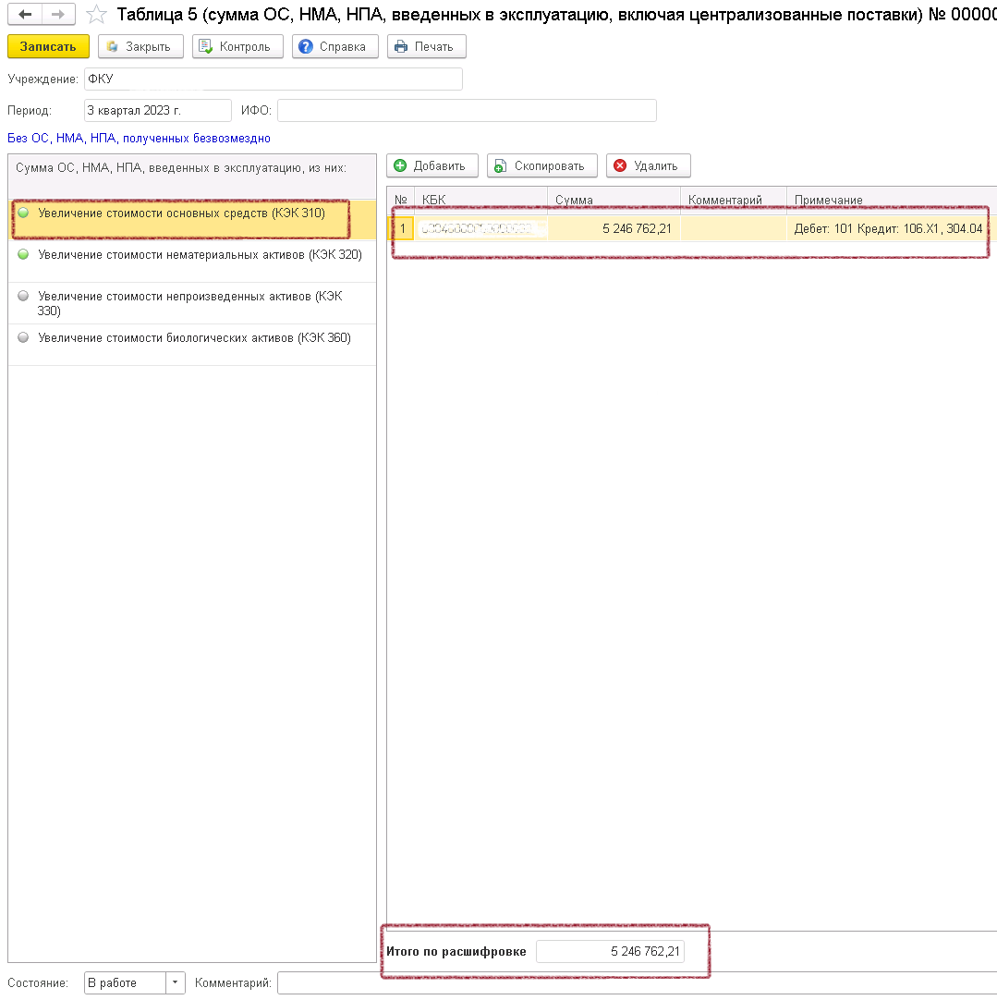 Таблица 5 (сумма ОС, НМА, НПА, введенных в эксплуатацию, включая централизованные поставки) № 0000
Записать Закрыть Контроль Справка Печать
Учреждение: ФКУ
Период: 3 квартал 2023 г. ИФО:
Без ОС, НМА, НПА, полученных безвозмездно
Сумма ОС, НМА, НПА, введенных в эксплуатацию, из них:
Увеличение стоимости основных средств (КЭК 310)
Увеличение стоимости нематериальных активов (КЭК 320)
Увеличение стоимости непроизведенных активов (КЭК
330)
Увеличение стоимости биологических активов (КЭК 360)
Добавить Скопировать Удалить
№ КБК Сумма Комментарий Примечание
1 5 246 762,21 Дебет: 101 Кредит: 106.Х1, 304.04
Итого по расшифровке 5 246 762,21
Состояние: В работе Комментарий: